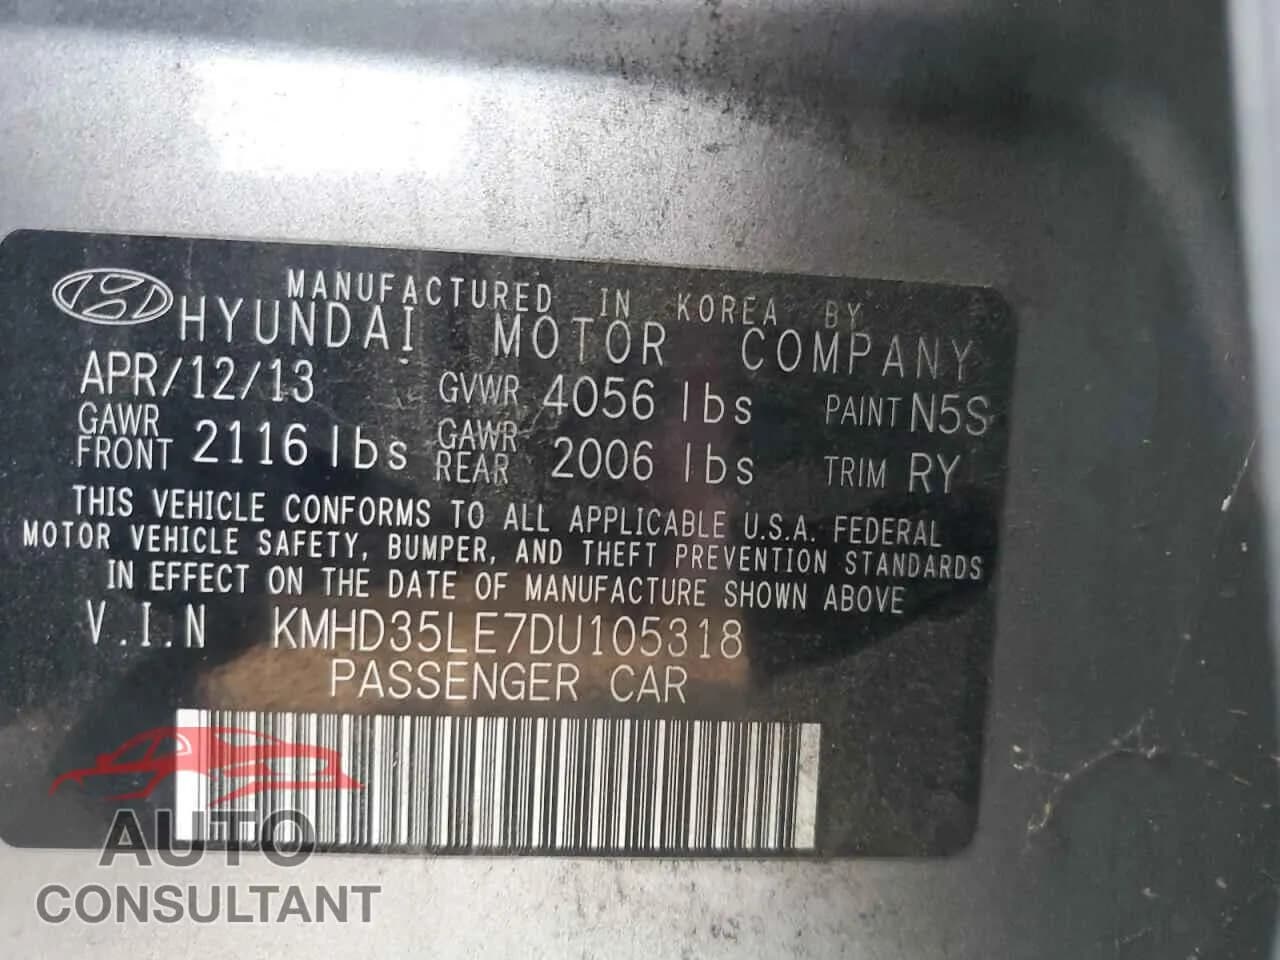 MANUFACTURED IN KOREA BY
HYUNDAI MOTOR COMPANY
APR/12/13 GVWR 4056 lbs PAINT N5S
GAWR FRONT 2116 lbs GAWR REAR 2006 lbs TRIM RY
THIS VEHICLE CONFORMS TO ALL APPLICABLE U.S.A. FEDERAL
MOTOR VEHICLE SAFETY, BUMPER, AND THEFT PREVENTION STANDARDS
IN EFFECT ON THE DATE OF MANUFACTURE SHOWN ABOVE
V.I.N KMHD35LE7DU105318
PASSENGER CAR
AUTO
CONSULTANT